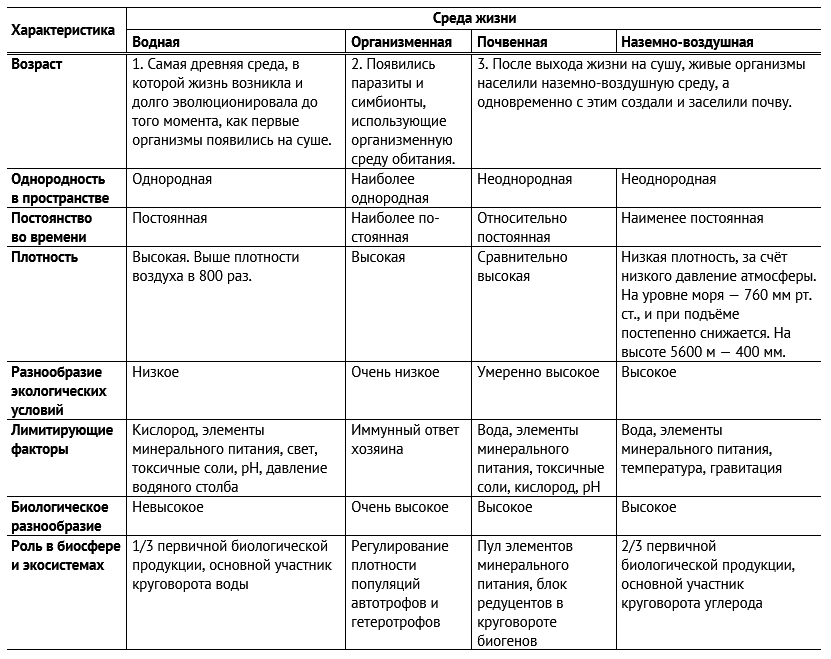 Характеристика
Среда жизни
Водная
Организменная
Почвенная
Наземно-воздушная
Возраст
1. Самая древняя среда, в
которой жизнь возникла и
долго эволюционировала до
того момента, как первые
организмы появились на суше.
2. Появились
паразиты и
симбионты,
использующие
организменную
среду обитания.
3. После выхода жизни на сушу, живые организмы
населили наземно-воздушную среду, а
одновременно с этим создали и заселили почву.
Однородность
в пространстве
Однородная
Наиболее
однородная
Неоднородная
Неоднородная
Постоянство
во времени
Постоянная
Наиболее по-
стоянная
Относительно
постоянная
Наименее постоянная
Плотность
Высокая. Выше плотности
воздуха в 800 раз.
Высокая
Сравнительно
высокая
Низкая плотность, за счёт
низкого давление атмосферы.
На уровне моря — 760 мм рт.
ст., и при подъёме
постепенно снижается. На
высоте 5600 м — 400 мм.
Разнообразие
экологических
условий
Низкое
Очень низкое
Умеренно высокое
Высокое
Лимитирующие
факторы
Кислород, элементы
минерального питания, свет,
токсичные соли, pH, давление
водяного столба
Иммунный ответ
хозяина
Вода, элементы
минерального
питания, токсичные
соли, кислород, pH
Вода, элементы
минерального питания,
температура, гравитация
Биологическое
разнообразие
Невысокое
Очень высокое
Высокое
Высокое
Роль в биосфере
и экосистемах
1/3 первичной биологической
продукции, основной участник
круговорота воды
Регулирование
плотности
популяций
автотрофов и
гетеротрофов
Пул элементов
минерального
питания, блок
редуцентов в
круговороте
биогенов
2/3 первичной
биологической продукции,
основной участник
круговорота углерода